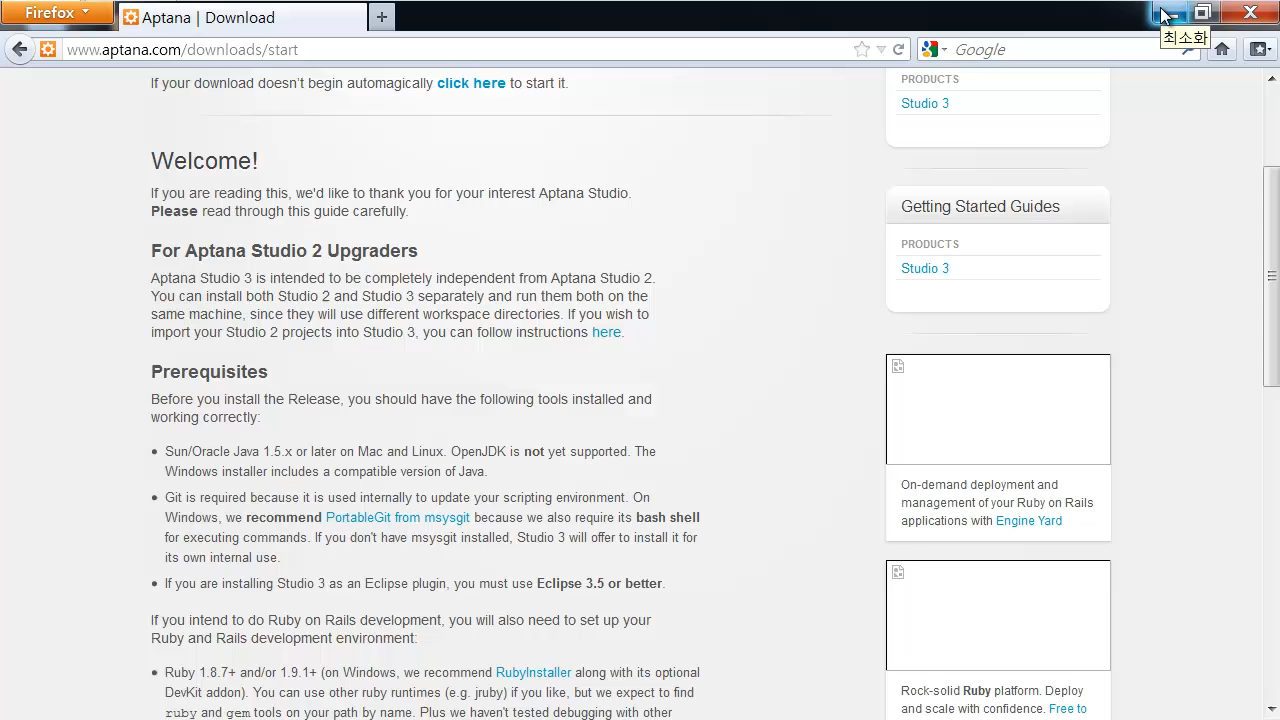 Firefox
Aptana | Download
최소화
www.aptana.com/downloads/start
Google
If your download doesn't begin automagically click here to start it.
Welcome!
If you are reading this, we'd like to thank you for your interest Aptana Studio.
Please read through this guide carefully.
For Aptana Studio 2 Upgraders
Aptana Studio 3 is intended to be completely independent from Aptana Studio 2.
You can install both Studio 2 and Studio 3 separately and run them both on the
same machine, since they will use different workspace directories. If you wish to
import your Studio 2 projects into Studio 3, you can follow instructions here.
Prerequisites
Before you install the Release, you should have the following tools installed and
working correctly:
• Sun/Oracle Java 1.5.x or later on Mac and Linux. OpenJDK is not yet supported. The
Windows installer includes a compatible version of Java.
• Git is required because it is used internally to update your scripting environment. On
Windows, we recommend PortableGit from msysgit because we also require its bash shell
for executing commands. If you don't have msysgit installed, Studio 3 will offer to install it for
its own internal use.
• If you are installing Studio 3 as an Eclipse plugin, you must use Eclipse 3.5 or better.
If you intend to do Ruby on Rails development, you will also need to set up your
Ruby and Rails development environment:
• Ruby 1.8.7+ and/or 1.9.1+ (on Windows, we recommend RubyInstaller along with its optional
DevKit addon). You can use other ruby runtimes (e.g. jruby) if you like, but we expect to find
ruby and gem tools on your path by name. Plus we haven't tested debugging with other
PRODUCTS
Studio 3
Getting Started Guides
PRODUCTS
Studio 3
On-demand deployment and
management of your Ruby on Rails
applications with Engine Yard
Rock-solid Ruby platform. Deploy
and scale with confidence. Free to